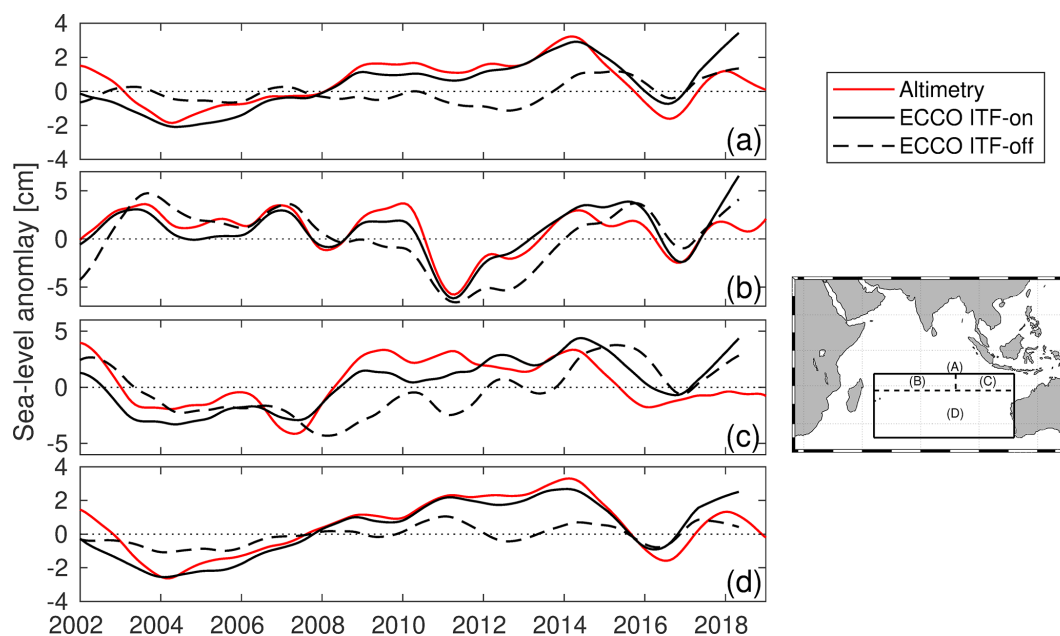 Sea-level anomlay [cm]
4
2
0
-2
-4
(a)
5
0
-5
(b)
5
0
-5
(c)
4
2
0
-2
-4
(d)
2002 2004 2006 2008 2010 2012 2014 2016 2018
Altimetry
ECCO ITF-on
ECCO ITF-off
(A)
(B) (C)
(D)